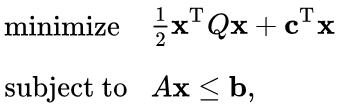 minimize ½xᵀQx + cᵀx
subject to Ax ≤ b,